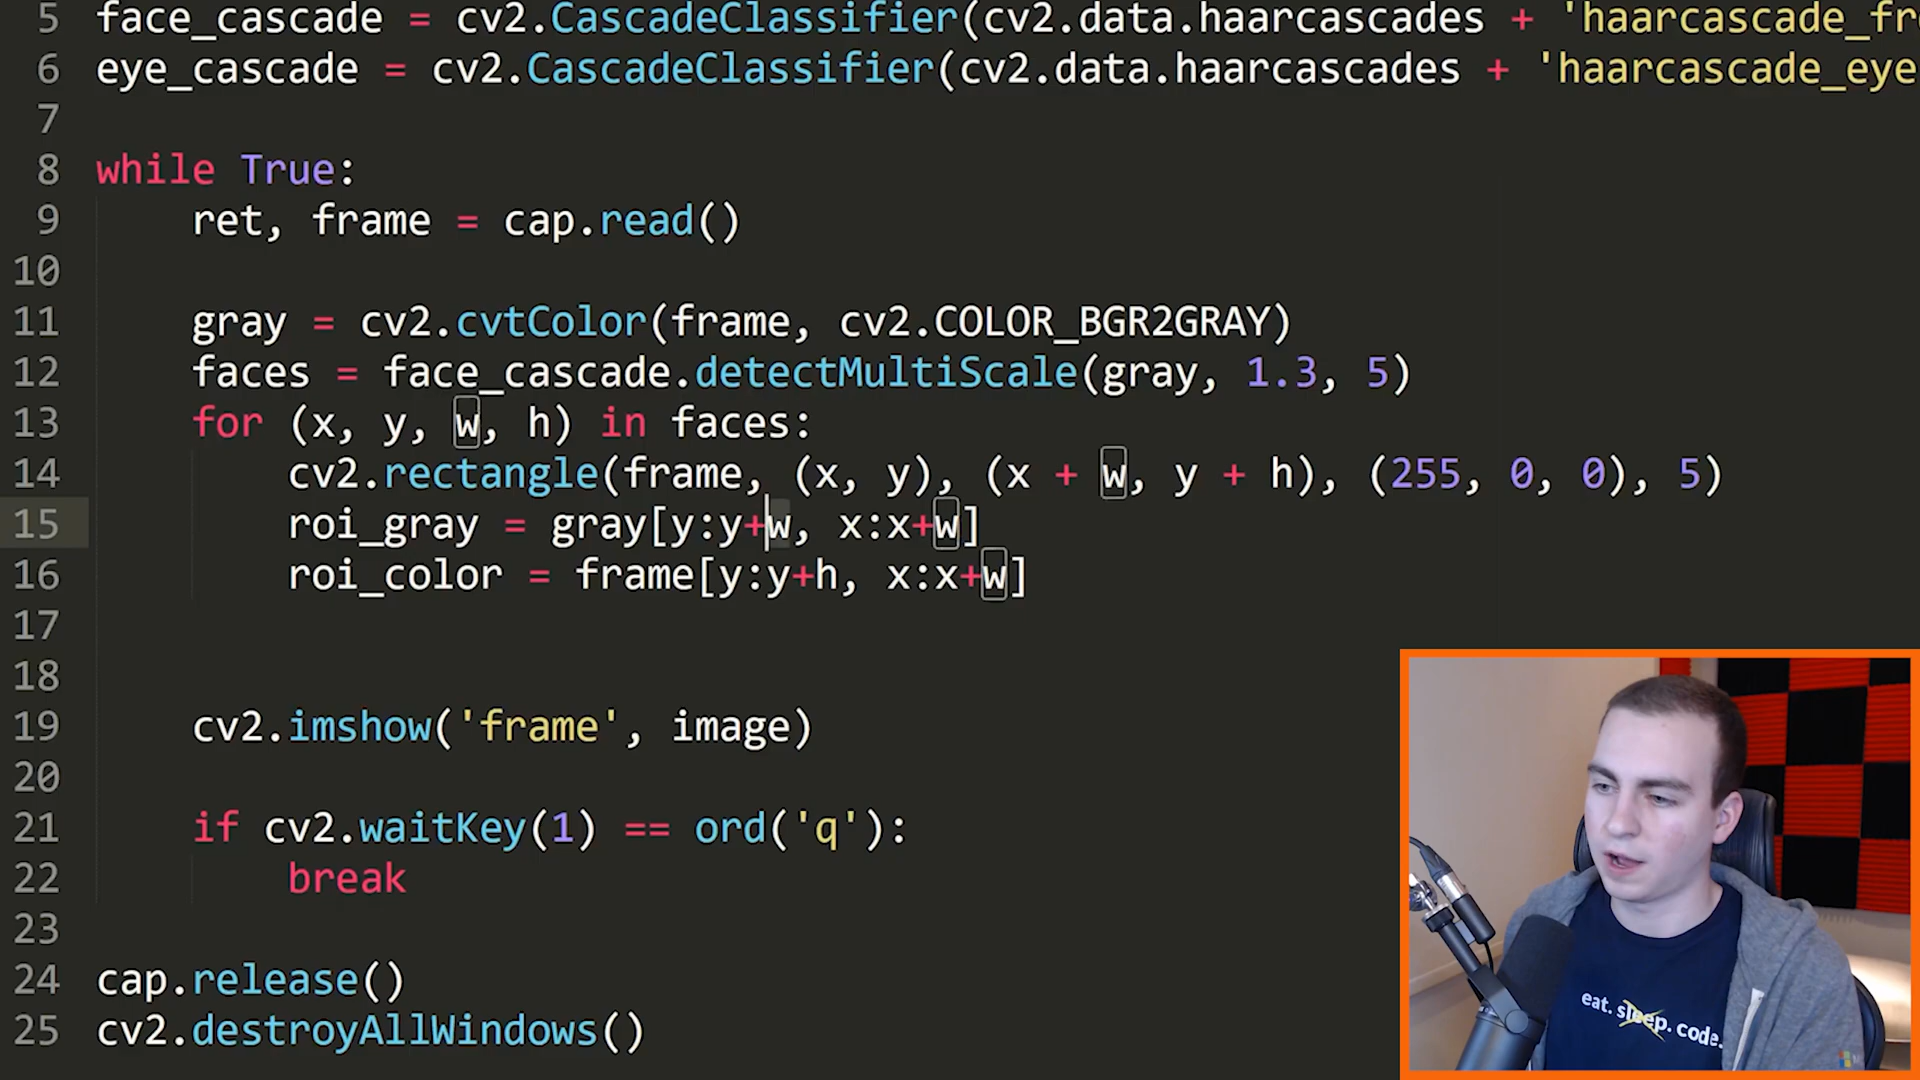 5 face_cascade = cv2.CascadeClassifier(cv2.data.haarcascades + 'haarcascade_fr
6 eye_cascade = cv2.CascadeClassifier(cv2.data.haarcascades + 'haarcascade_eye
7
8 while True:
9 ret, frame = cap.read()
10
11 gray = cv2.cvtColor(frame, cv2.COLOR_BGR2GRAY)
12 faces = face_cascade.detectMultiScale(gray, 1.3, 5)
13 for (x, y, w, h) in faces:
14 cv2.rectangle(frame, (x, y), (x + w, y + h), (255, 0, 0), 5)
15 roi_gray = gray[y:y+w, x:x+w]
16 roi_color = frame[y:y+h, x:x+w]
17
18
19 cv2.imshow('frame', image)
20
21 if cv2.waitKey(1) == ord('q'):
22 break
23
24 cap.release()
25 cv2.destroyAllWindows()
eat. sleep. code.